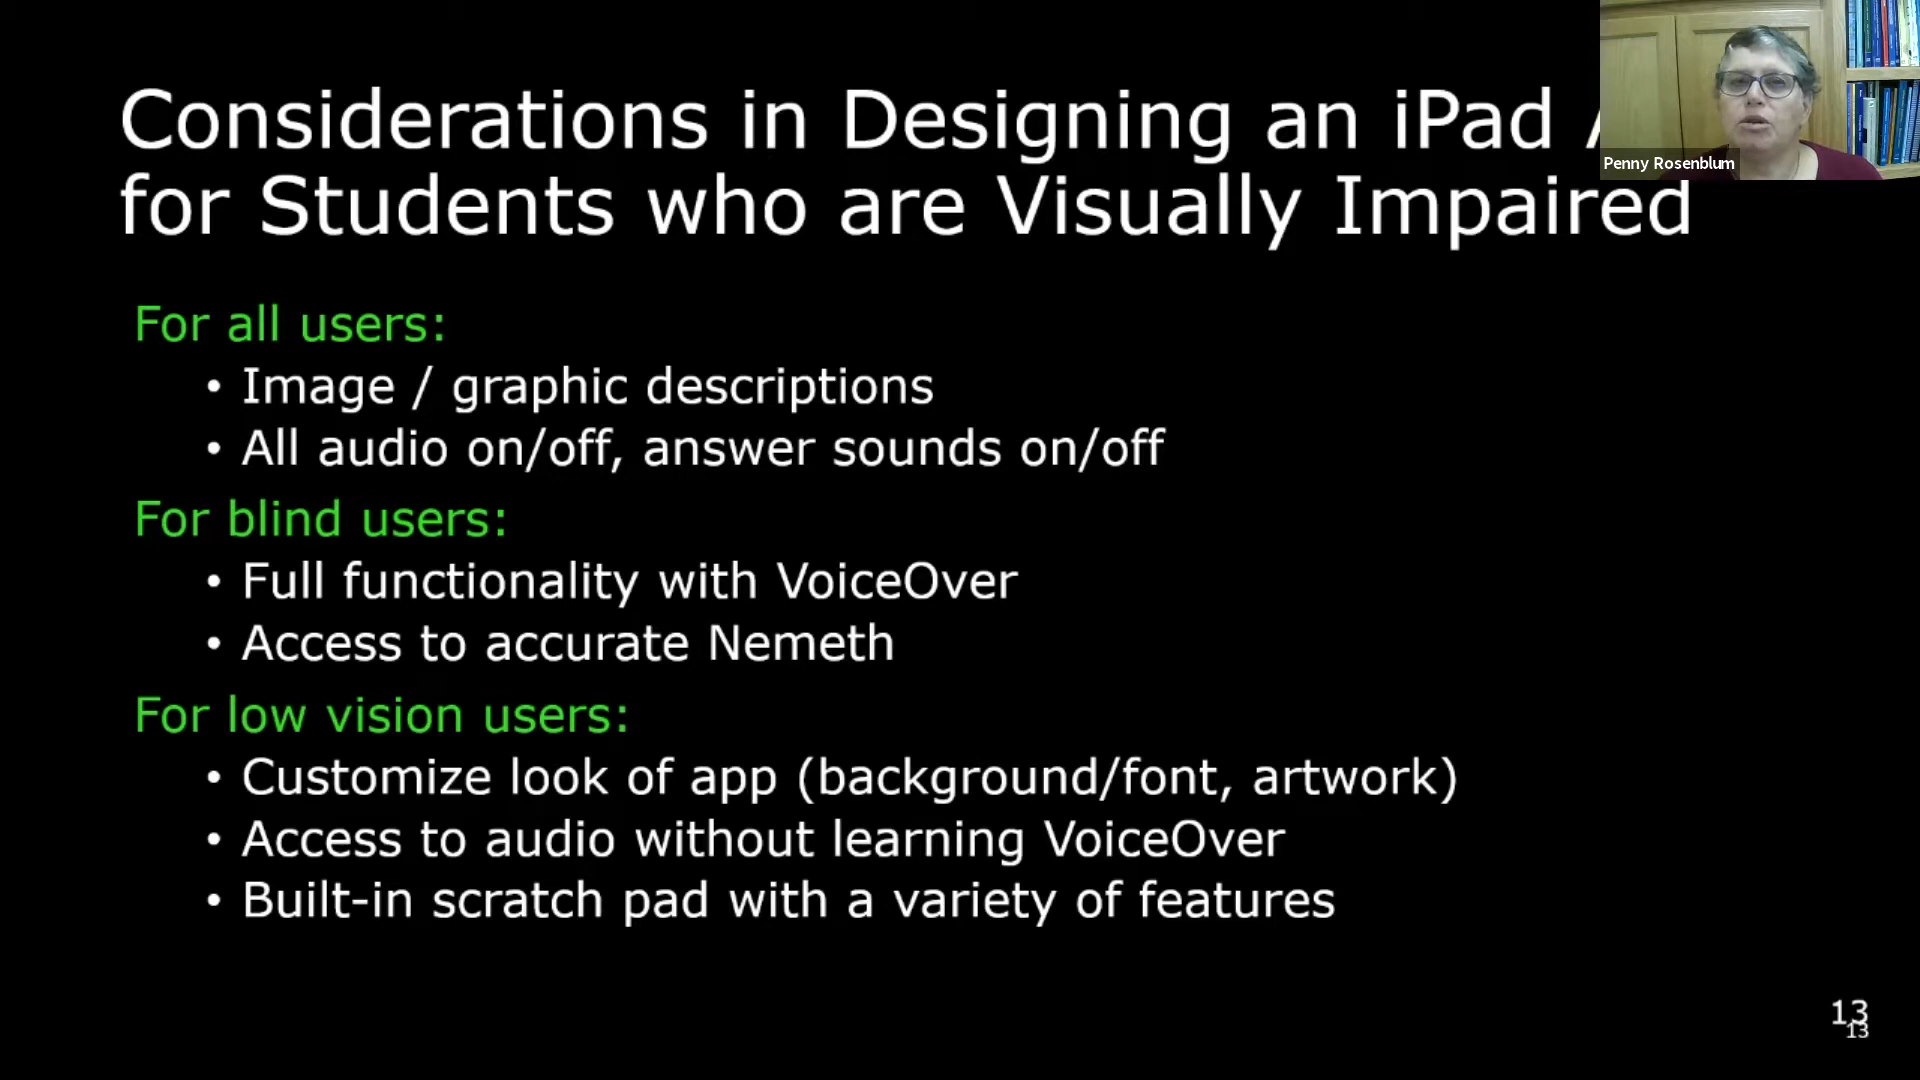 Considerations in Designing an iPad
for Students who are Visually Impaired
Penny Rosenblum
For all users:
• Image / graphic descriptions
• All audio on/off, answer sounds on/off
For blind users:
• Full functionality with VoiceOver
• Access to accurate Nemeth
For low vision users:
• Customize look of app (background/font, artwork)
• Access to audio without learning VoiceOver
• Built-in scratch pad with a variety of features
13
13